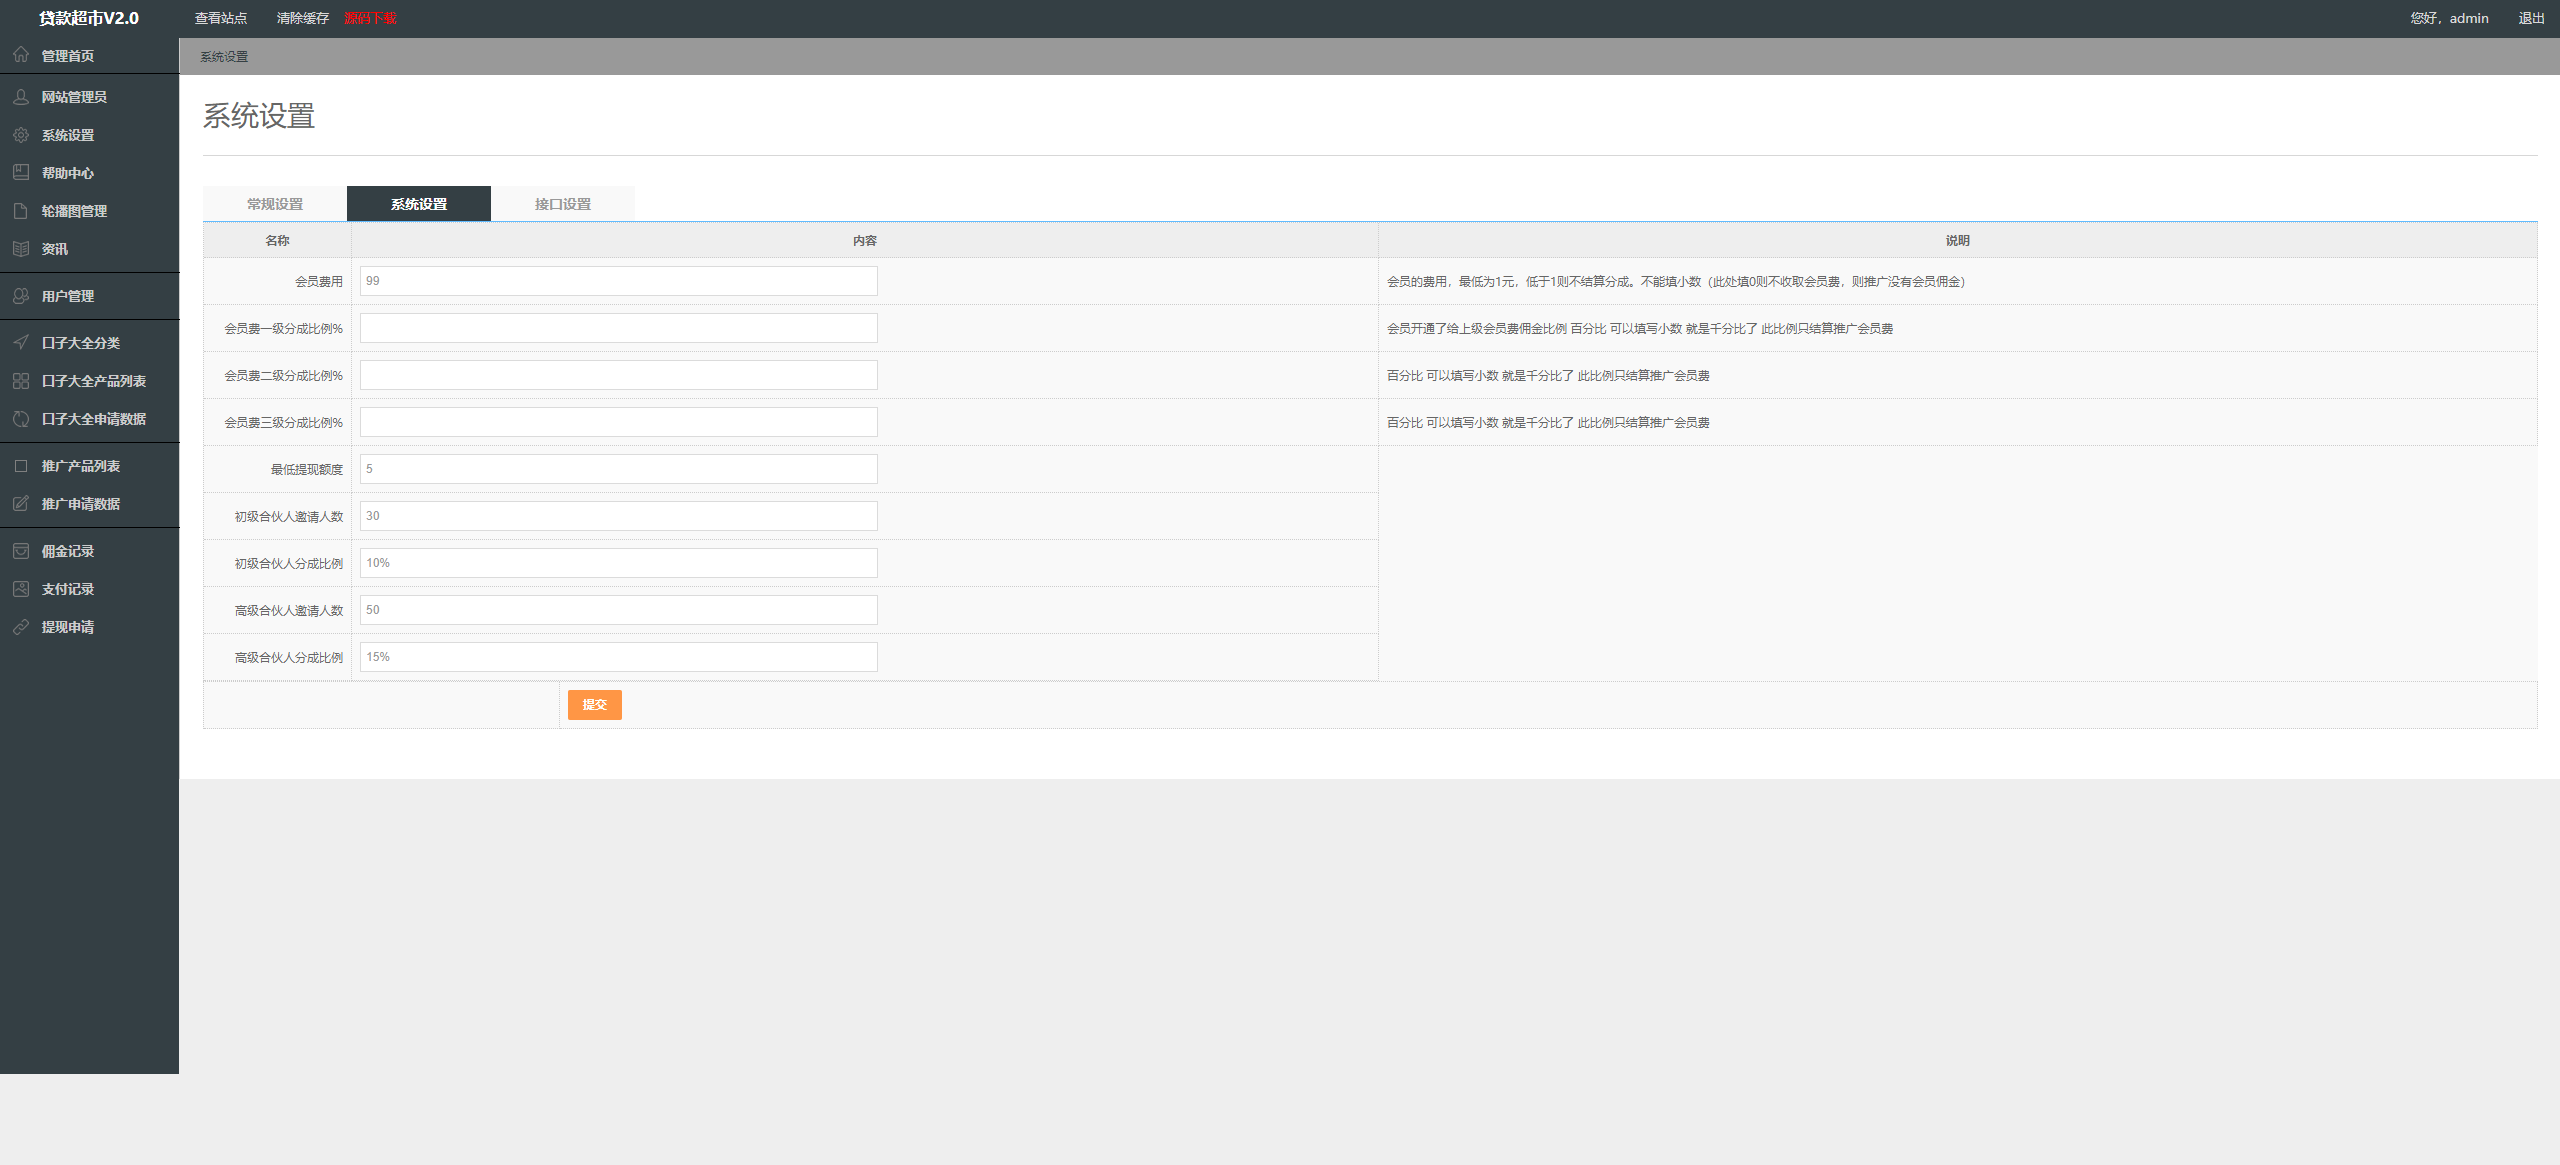 贷款超市V2.0
查看站点 清除缓存 源码下载
您好，admin 退出
管理首页
网站管理员
系统设置
帮助中心
轮播图管理
资讯
用户管理
口子大全分类
口子大全产品列表
口子大全申请数据
推广产品列表
推广申请数据
佣金记录
支付记录
提现申请
系统设置
系统设置
常规设置 系统设置 接口设置
名称 内容 说明
会员费用 99 会员的费用，最低为1元，低于1则不结算分成。不能填小数（此处填0则不收取会员费，则推广没有会员佣金）
会员费一级分成比例% 会员开通了给上级会员费佣金比例 百分比 可以填写小数 就是千分比了 此比例只结算推广会员费
会员费二级分成比例% 百分比 可以填写小数 就是千分比了 此比例只结算推广会员费
会员费三级分成比例% 百分比 可以填写小数 就是千分比了 此比例只结算推广会员费
最低提现额度 5
初级合伙人邀请人数 30
初级合伙人分成比例 10%
高级合伙人邀请人数 50
高级合伙人分成比例 15%
提交